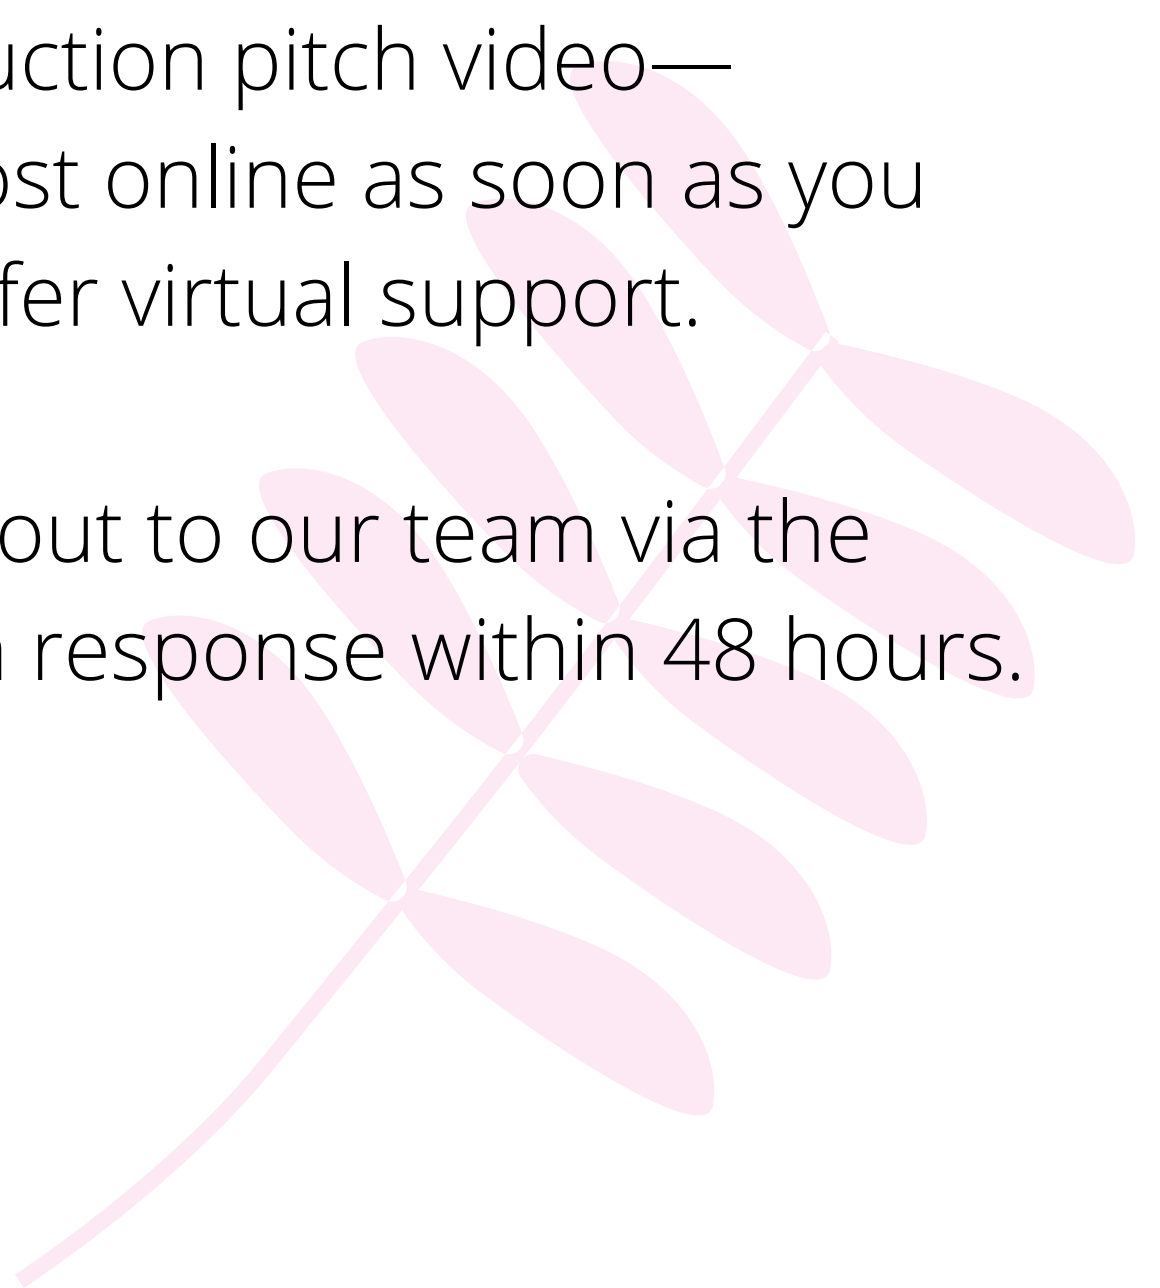 uction pitch video—
ost online as soon as you
fer virtual support.
out to our team via the
response within 48 hours.